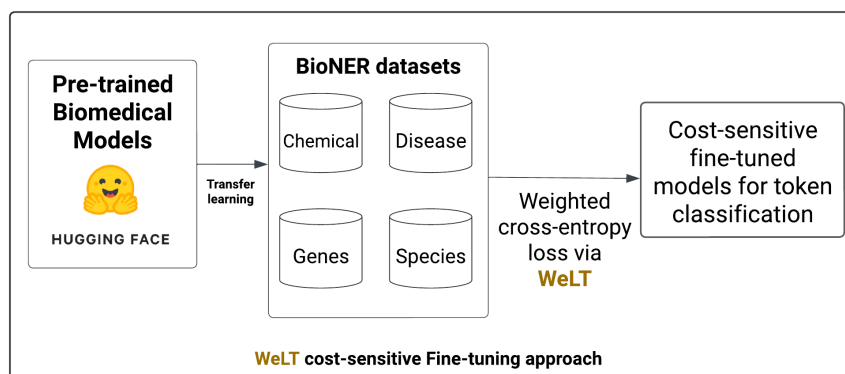 Pre-trained
Biomedical
Models
HUGGING FACE
Transfer
learning
BioNER datasets
Chemical
Disease
Genes
Species
Weighted
cross-entropy
loss via
WeLT
Cost-sensitive
fine-tuned
models for token
classification
WeLT cost-sensitive Fine-tuning approach